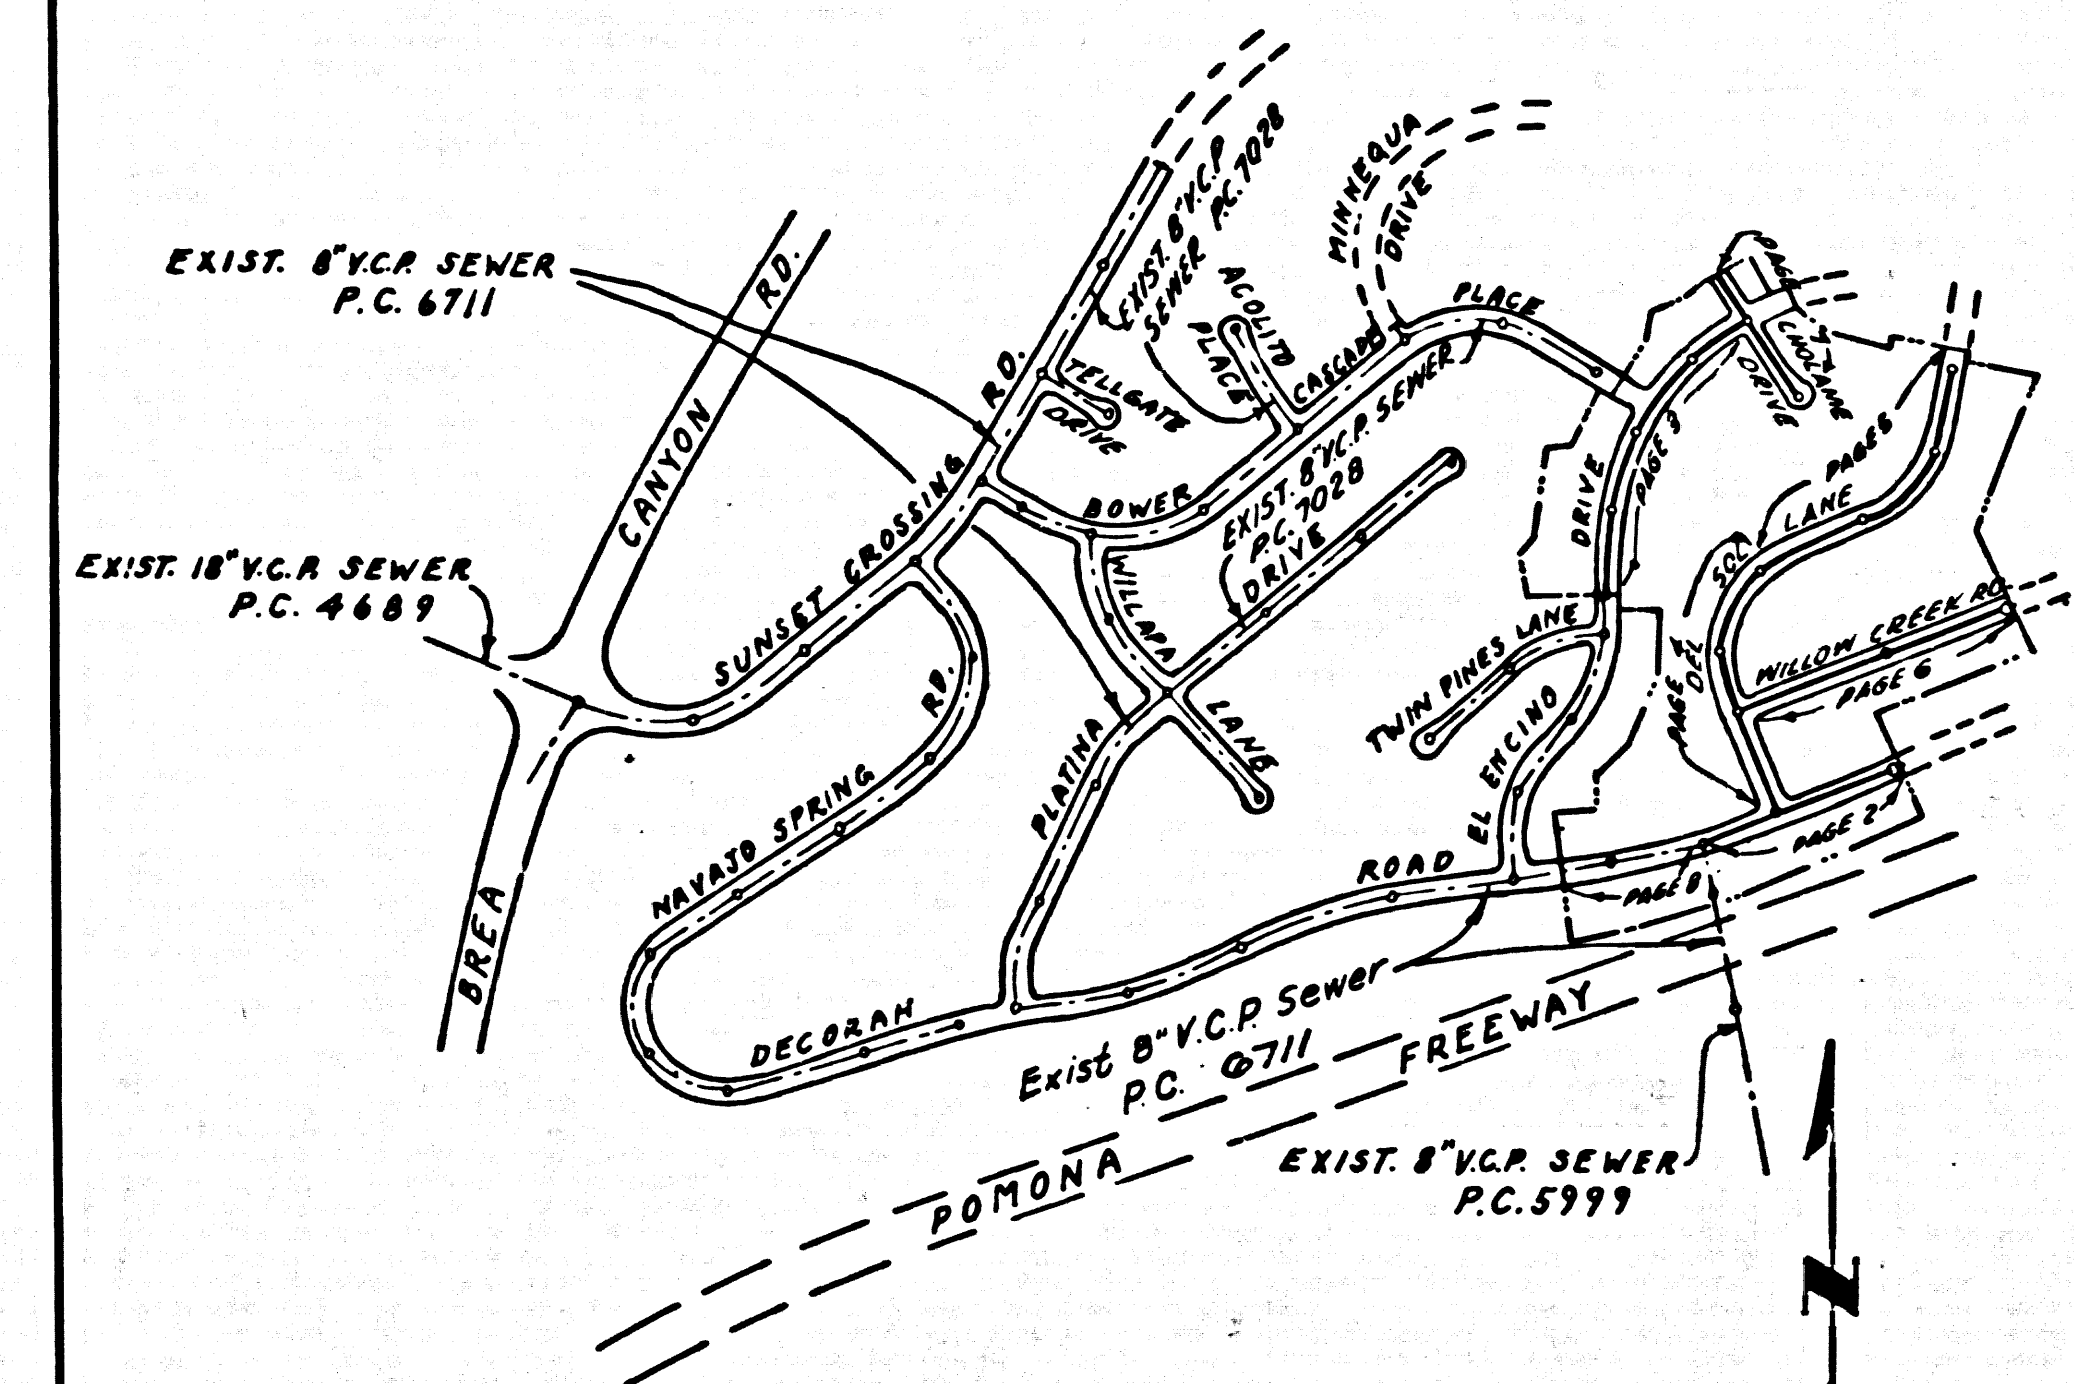 EXIST. 8" V.C.P. SEWER
P.C. 6711
EXIST. 18" V.C.P. SEWER
P.C. 4689
BREA
CANYON
RD.
SUNSET CROSSING RD.
EXIST. 8" V.C.P
SEWER P.C. 7028
TELLGATE
DRIVE
ACOLITO
PLACE
MINNEQUA
DRIVE
BOWER
CASCADE
PLACE
EXIST. 8" V.C.P. SEWER
P.C. 7028
WILLAPA
LANE
PLATINA
DRIVE
NAVAJO SPRING
RD.
DECORAH
ROAD
Exist 8" V.C.P. Sewer
P.C. 6711
TWIN PINES LANE
EL ENCINO
DRIVE
PAGE 3
PAGE
CHOLAME
DRIVE
PAGE 5
DEL
SOL
LANE
PAGE 4
WILLOW CREEK RD
PAGE 6
PAGE 2
PAGE 8
POMONA
FREEWAY
EXIST. 8" V.C.P. SEWER
P.C. 5999
N